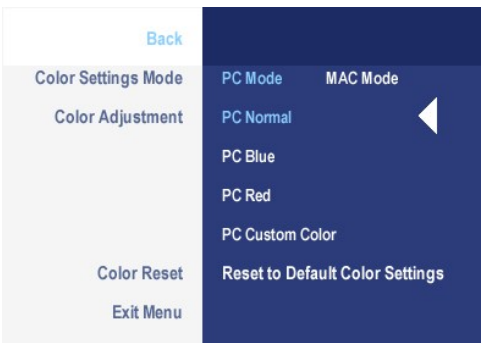 Back
Color Settings Mode PC Mode MAC Mode
Color Adjustment PC Normal
PC Blue
PC Red
PC Custom Color
Color Reset Reset to Default Color Settings
Exit Menu